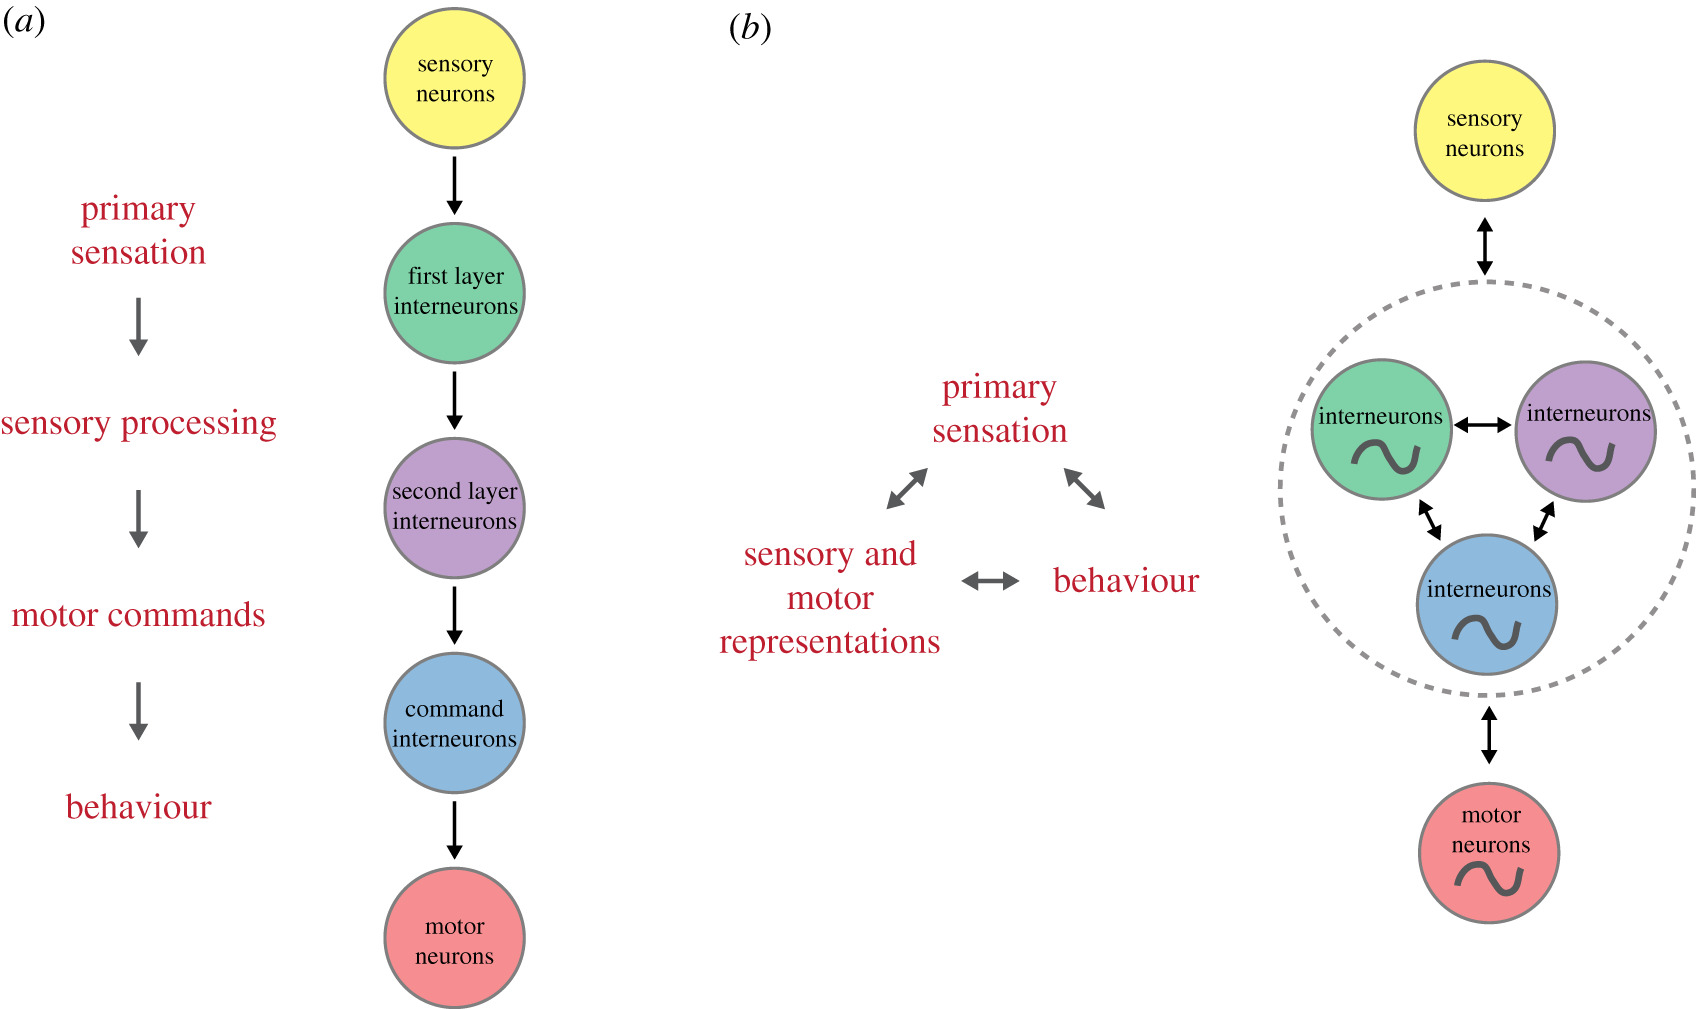 (a)
sensory
neurons
primary
sensation
first layer
interneurons
sensory processing
second layer
interneurons
motor commands
command
interneurons
behaviour
motor
neurons
(b)
sensory
neurons
primary
sensation
sensory and
motor
representations
behaviour
interneurons
interneurons
interneurons
motor
neurons